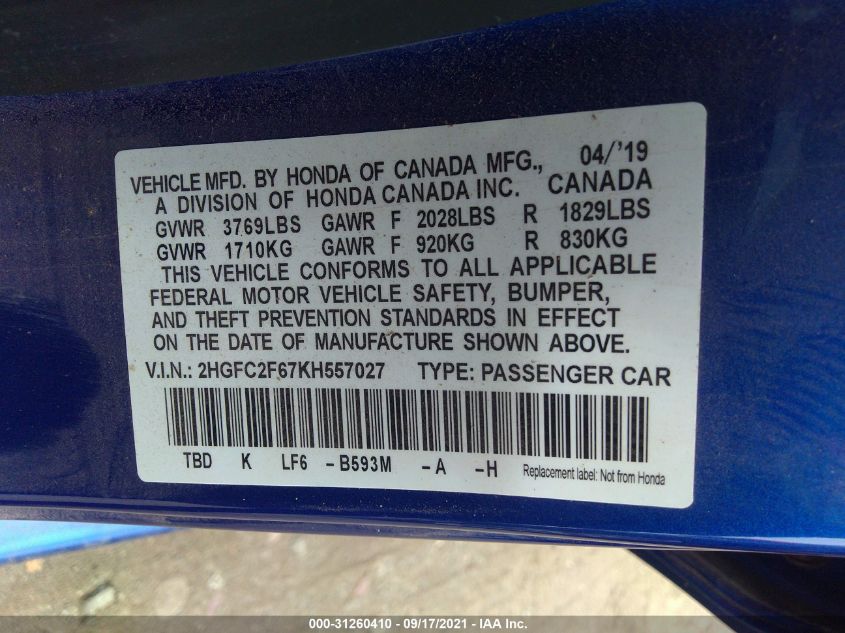 VEHICLE MFD. BY HONDA OF CANADA MFG., 04/'19
A DIVISION OF HONDA CANADA INC. CANADA
GVWR 3769LBS GAWR F 2028LBS R 1829LBS
GVWR 1710KG GAWR F 920KG R 830KG
THIS VEHICLE CONFORMS TO ALL APPLICABLE
FEDERAL MOTOR VEHICLE SAFETY, BUMPER,
AND THEFT PREVENTION STANDARDS IN EFFECT
ON THE DATE OF MANUFACTURE SHOWN ABOVE.
V.I.N.: 2HGFC2F67KH557027 TYPE: PASSENGER CAR
TBD K LF6 -B593M -A -H Replacement label: Not from Honda
000-31260410 - 09/17/2021 - IAA Inc.